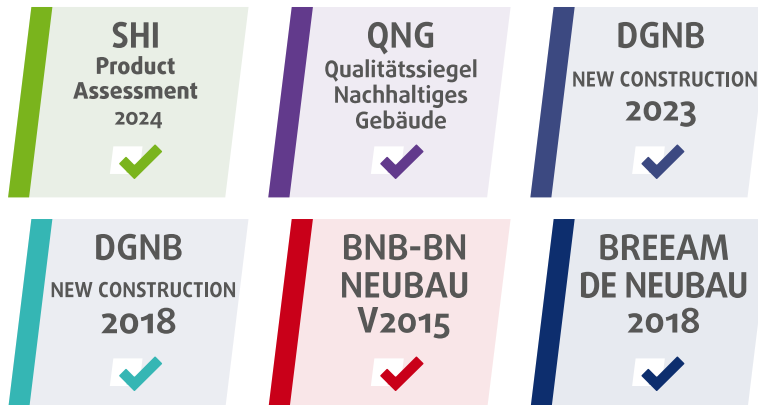 SHI
Product
Assessment
2024
QNG
Qualitätssiegel
Nachhaltiges
Gebäude
DGNB
NEW CONSTRUCTION
2023
DGNB
NEW CONSTRUCTION
2018
BNB-BN
NEUBAU
V2015
BREEAM
DE NEUBAU
2018